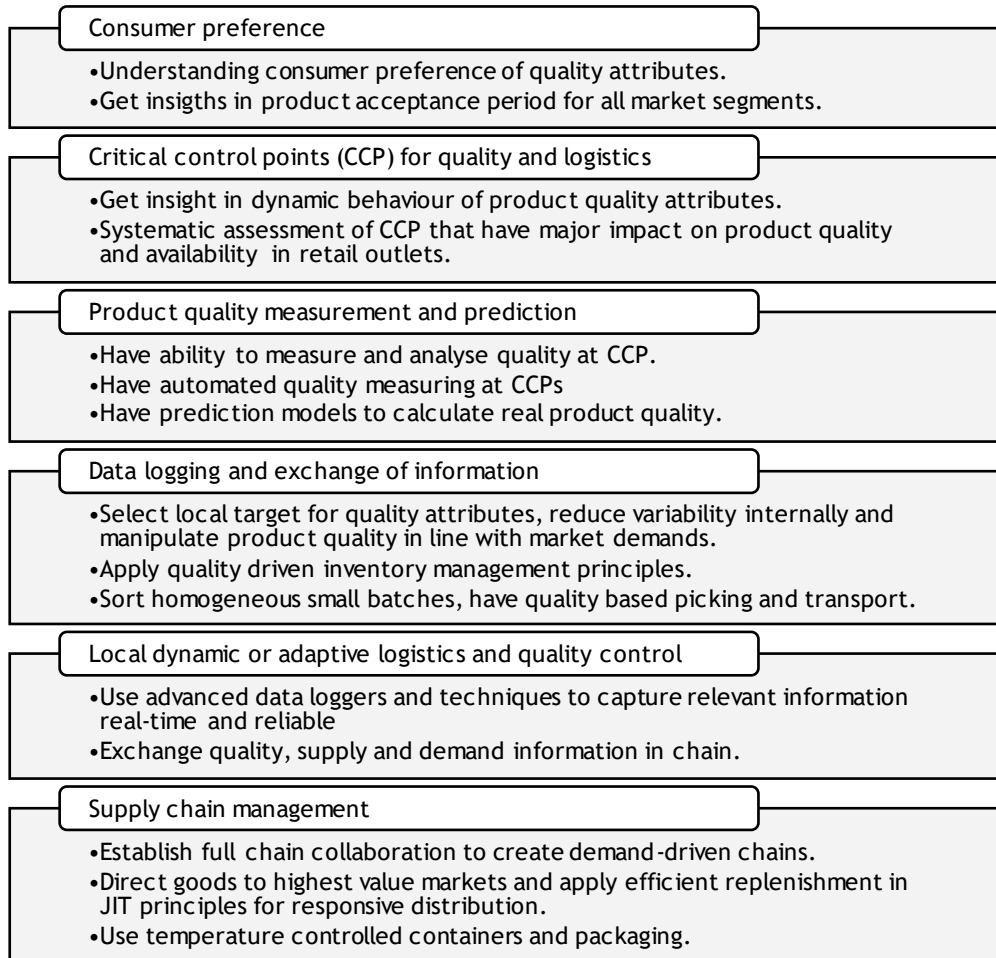 Consumer preference
•Understanding consumer preference of quality attributes.
•Get insigths in product acceptance period for all market segments.
Critical control points (CCP) for quality and logistics
•Get insight in dynamic behaviour of product quality attributes.
•Systematic assessment of CCP that have major impact on product quality
and availability in retail outlets.
Product quality measurement and prediction
•Have ability to measure and analyse quality at CCP.
•Have automated quality measuring at CCPs
•Have prediction models to calculate real product quality.
Data logging and exchange of information
•Select local target for quality attributes, reduce variability internally and
manipulate product quality in line with market demands.
•Apply quality driven inventory management principles.
•Sort homogeneous small batches, have quality based picking and transport.
Local dynamic or adaptive logistics and quality control
•Use advanced data loggers and techniques to capture relevant information
real-time and reliable
•Exchange quality, supply and demand information in chain.
Supply chain management
•Establish full chain collaboration to create demand-driven chains.
•Direct goods to highest value markets and apply efficient replenishment in
JIT principles for responsive distribution.
•Use temperature controlled containers and packaging.